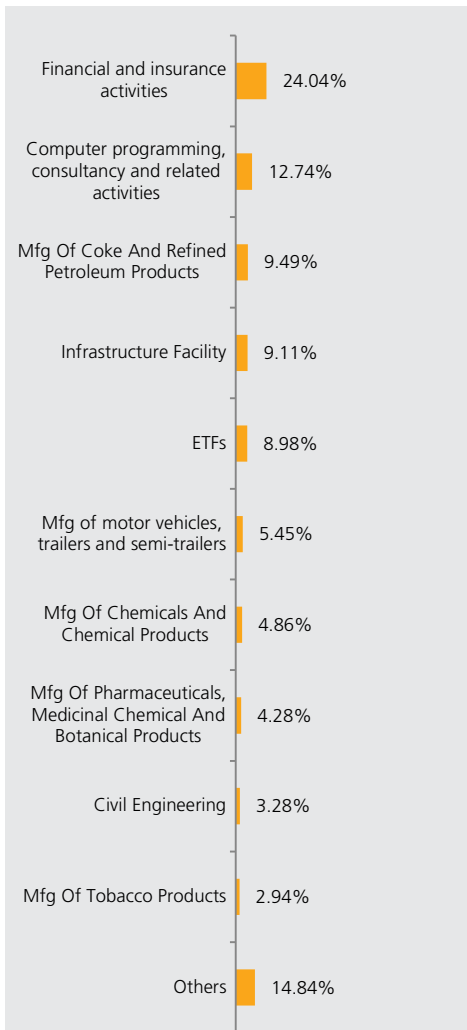 Financial and insurance
activities
24.04%
Computer programming,
consultancy and related
activities
12.74%
Mfg Of Coke And Refined
Petroleum Products
9.49%
Infrastructure Facility
9.11%
ETFs
8.98%
Mfg of motor vehicles,
trailers and semi-trailers
5.45%
Mfg Of Chemicals And
Chemical Products
4.86%
Mfg Of Pharmaceuticals,
Medicinal Chemical And
Botanical Products
4.28%
Civil Engineering
3.28%
Mfg Of Tobacco Products
2.94%
Others
14.84%